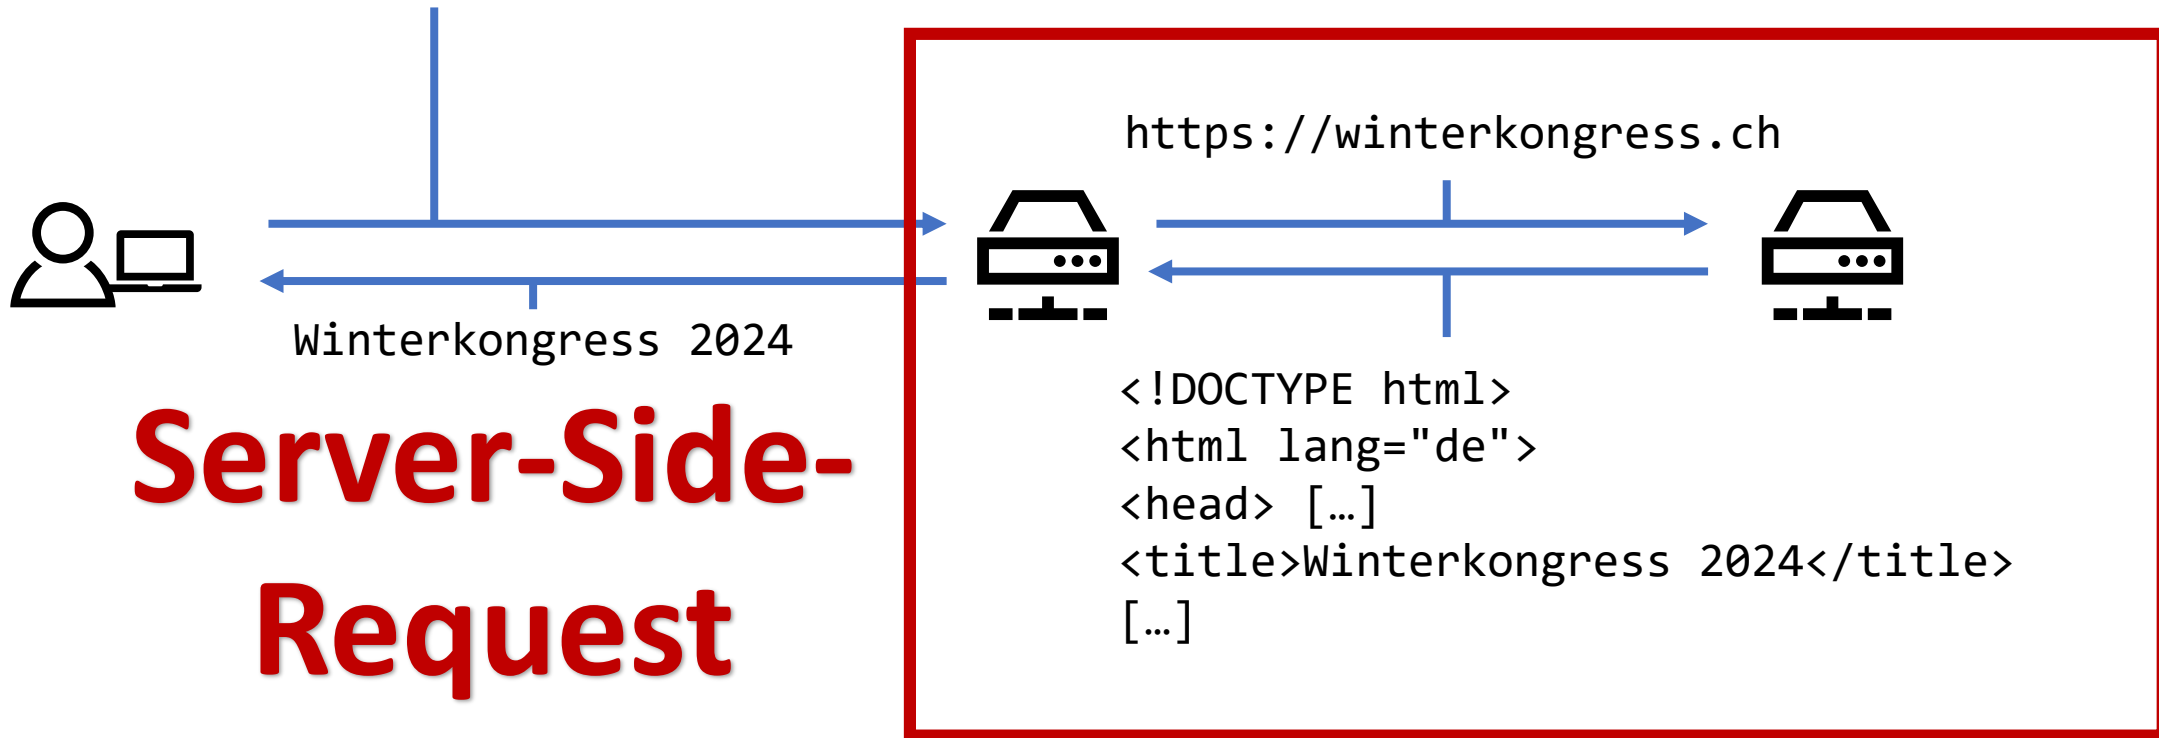 https://winterkongress.ch
Winterkongress 2024
Server-Side-
Request
<!DOCTYPE html>
<html lang="de">
<head> […]
<title>Winterkongress 2024</title>
[…]